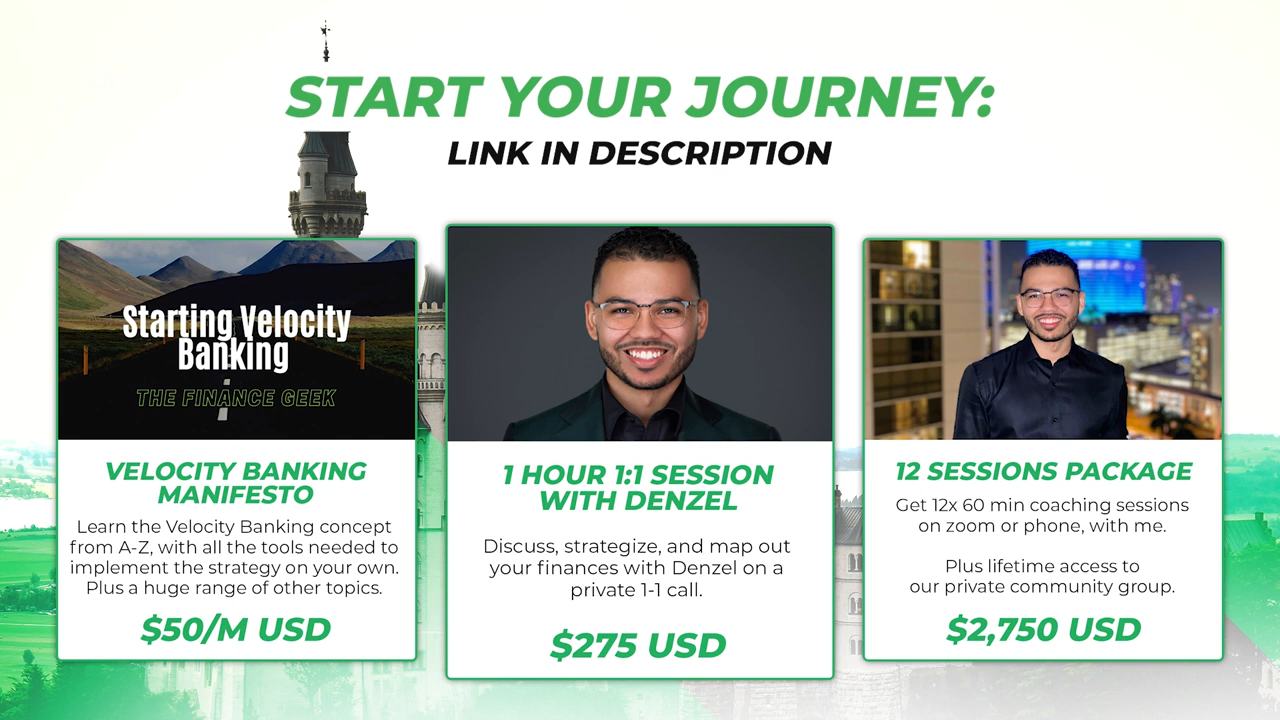 START YOUR JOURNEY:
LINK IN DESCRIPTION
Starting Velocity
Banking
THE FINANCE GEEK
VELOCITY BANKING
MANIFESTO
Learn the Velocity Banking concept
from A-Z, with all the tools needed to
implement the strategy on your own.
Plus a huge range of other topics.
$50/M USD
1 HOUR 1:1 SESSION
WITH DENZEL
Discuss, strategize, and map out
your finances with Denzel on a
private 1-1 call.
$275 USD
12 SESSIONS PACKAGE
Get 12x 60 min coaching sessions
on zoom or phone, with me.
Plus lifetime access to
our private community group.
$2,750 USD